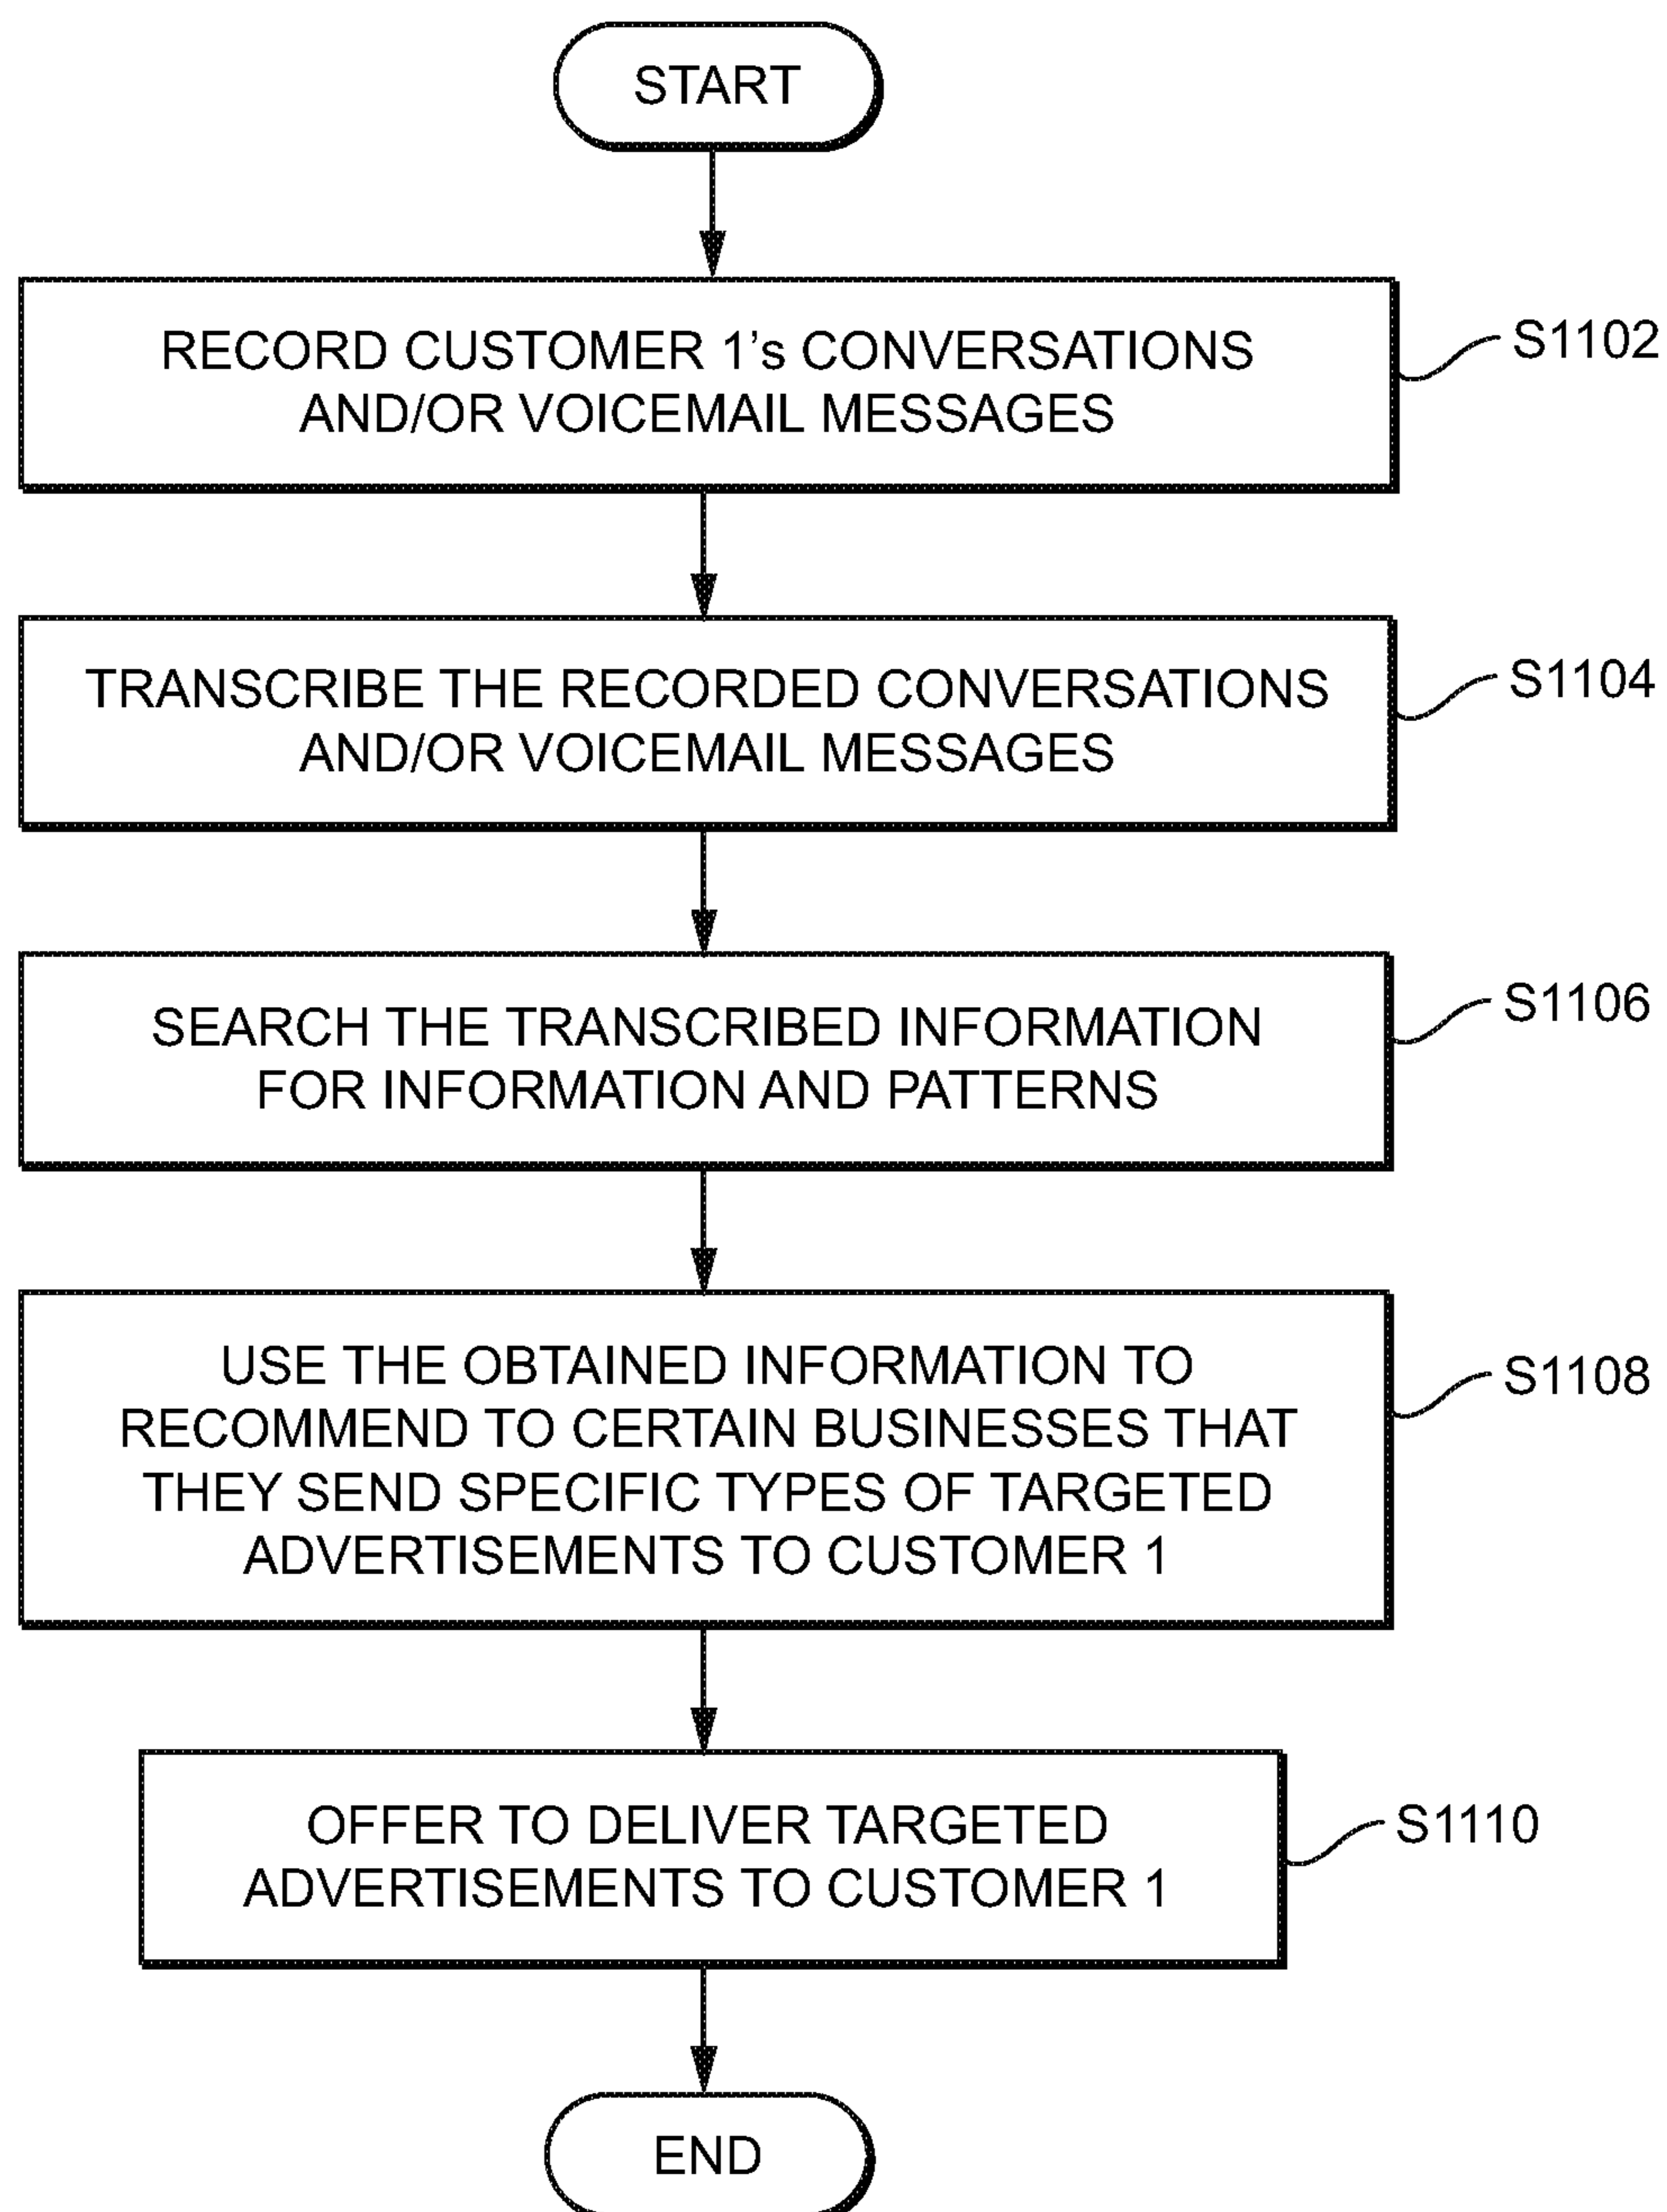 START
RECORD CUSTOMER 1's CONVERSATIONS
AND/OR VOICEMAIL MESSAGES
S1102
TRANSCRIBE THE RECORDED CONVERSATIONS
AND/OR VOICEMAIL MESSAGES
S1104
SEARCH THE TRANSCRIBED INFORMATION
FOR INFORMATION AND PATTERNS
S1106
USE THE OBTAINED INFORMATION TO
RECOMMEND TO CERTAIN BUSINESSES THAT
THEY SEND SPECIFIC TYPES OF TARGETED
ADVERTISEMENTS TO CUSTOMER 1
S1108
OFFER TO DELIVER TARGETED
ADVERTISEMENTS TO CUSTOMER 1
S1110
END